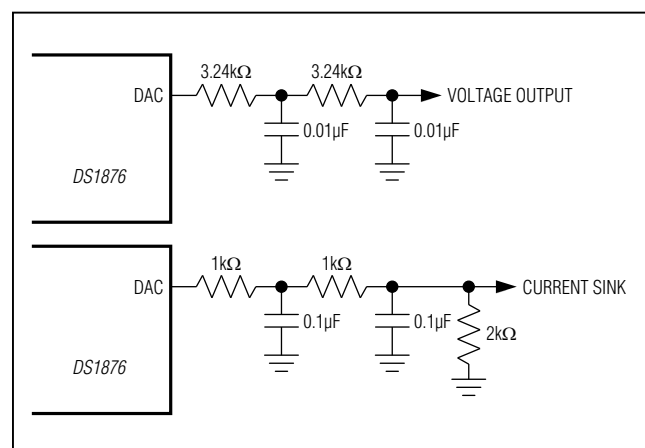 3.24kΩ 3.24kΩ
DAC VOLTAGE OUTPUT
0.01µF 0.01µF
DS1876
1kΩ 1kΩ
DAC CURRENT SINK
0.1µF 0.1µF
2kΩ
DS1876